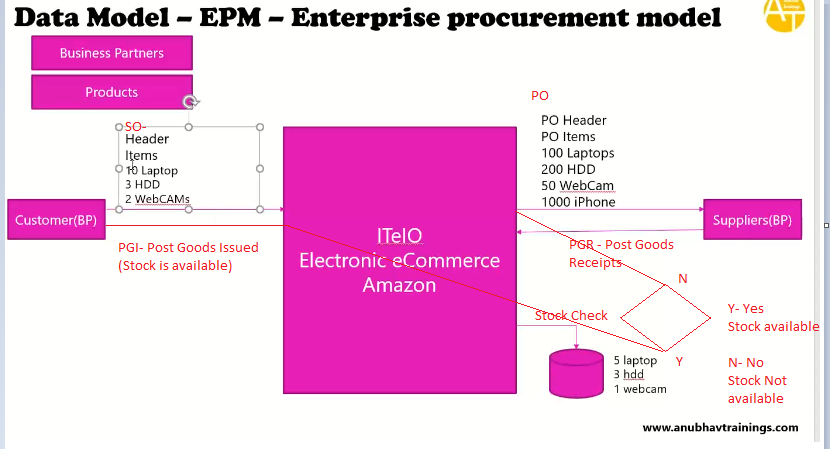 Data Model – EPM – Enterprise procurement model
AT
Trainings
Business Partners
Products
SO-
Header
Items
10 Laptop
3 HDD
2 WebCAMs
Customer(BP)
PGI- Post Goods Issued
(Stock is available)
ITeIO
Electronic eCommerce
Amazon
PO
PO Header
PO Items
100 Laptops
200 HDD
50 WebCam
1000 iPhone
Suppliers(BP)
PGR - Post Goods
Receipts
N
Stock Check
Y- Yes
Stock available
Y
N- No
Stock Not
available
5 laptop
3 hdd
1 webcam
www.anubhavtrainings.com